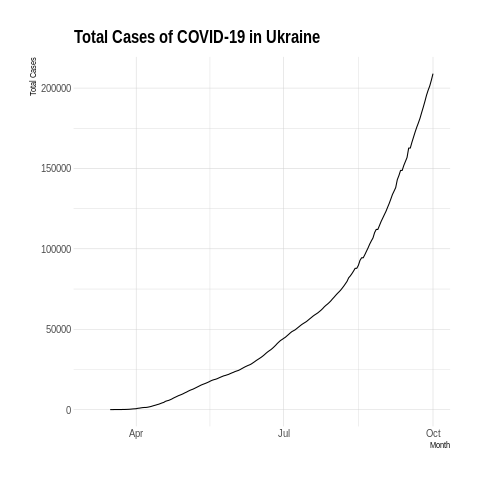 Total Cases of COVID-19 in Ukraine
Total Cases
200000
150000
100000
50000
0
Apr Jul Oct
Month